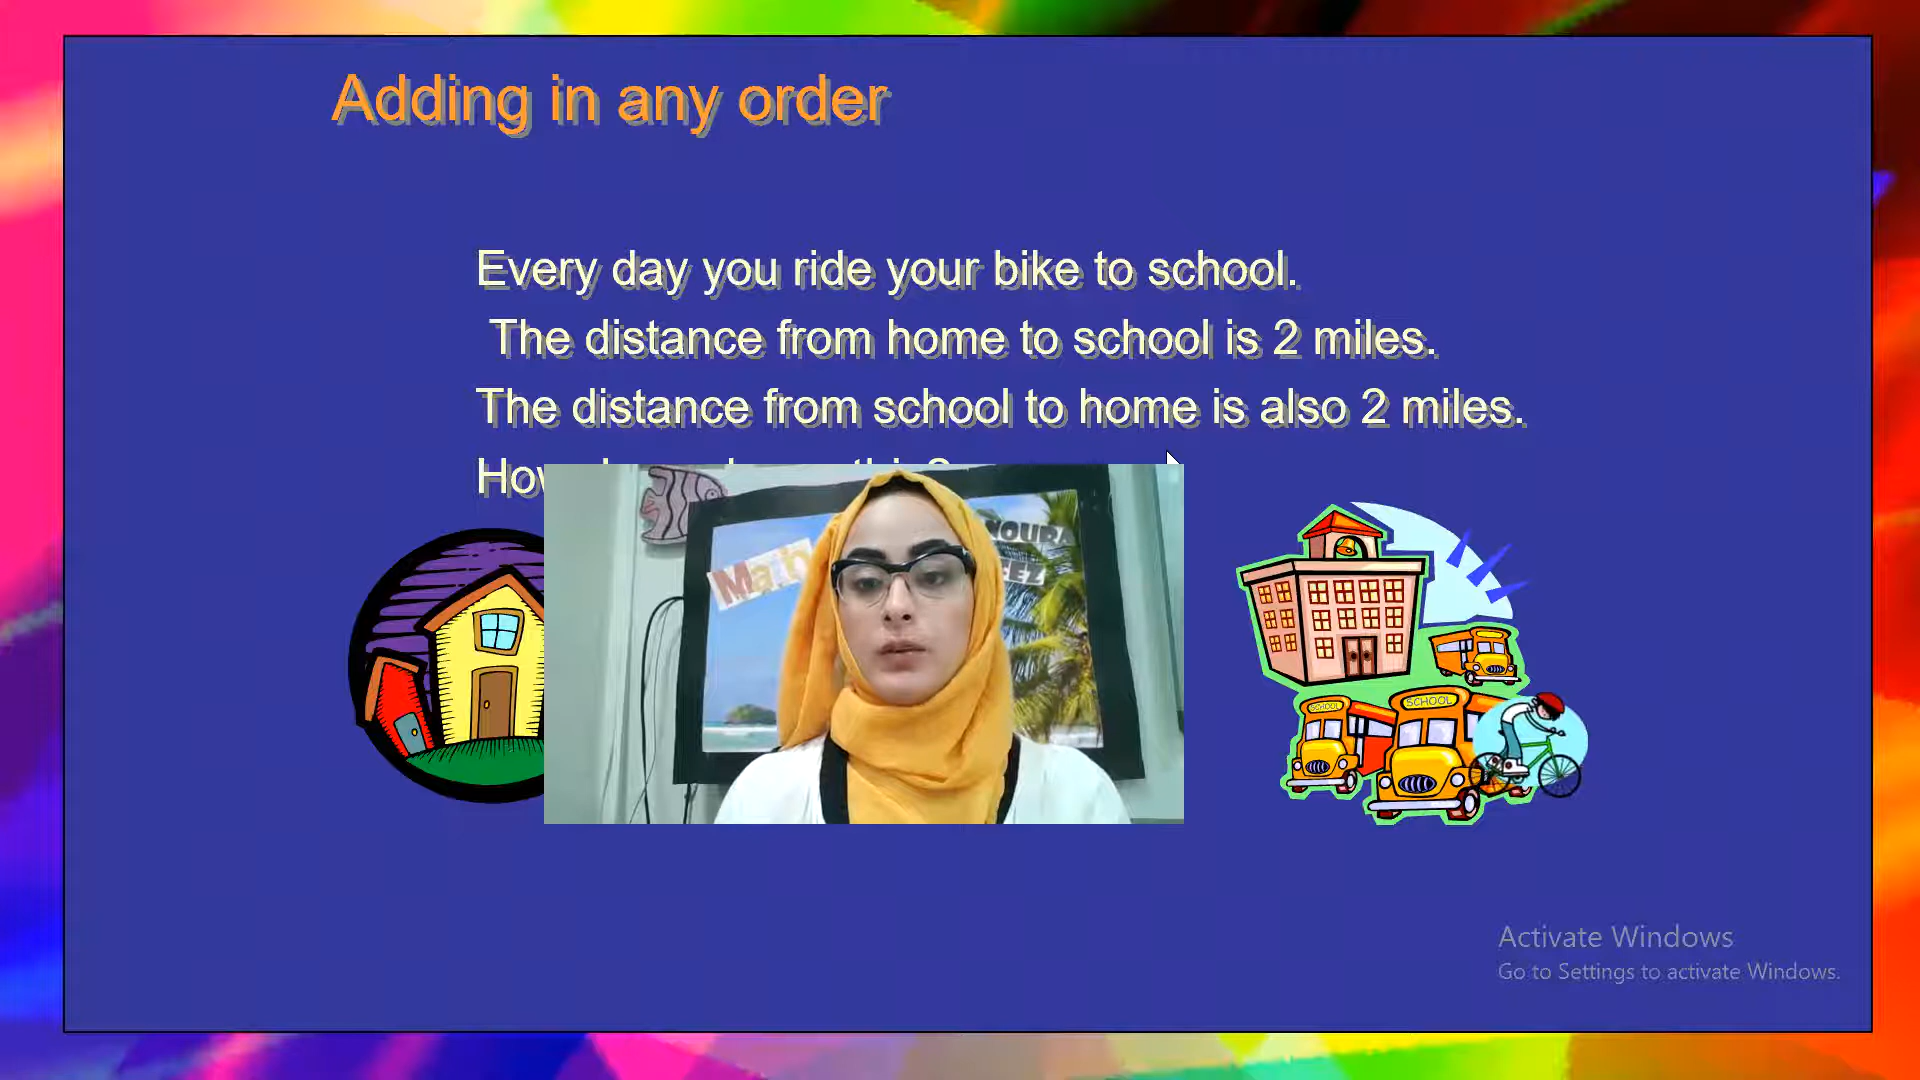 Adding in any order
Every day you ride your bike to school.
The distance from home to school is 2 miles.
The distance from school to home is also 2 miles.
Math
SCHOOL
SCHOOL
Activate Windows
Go to Settings to activate Windows.